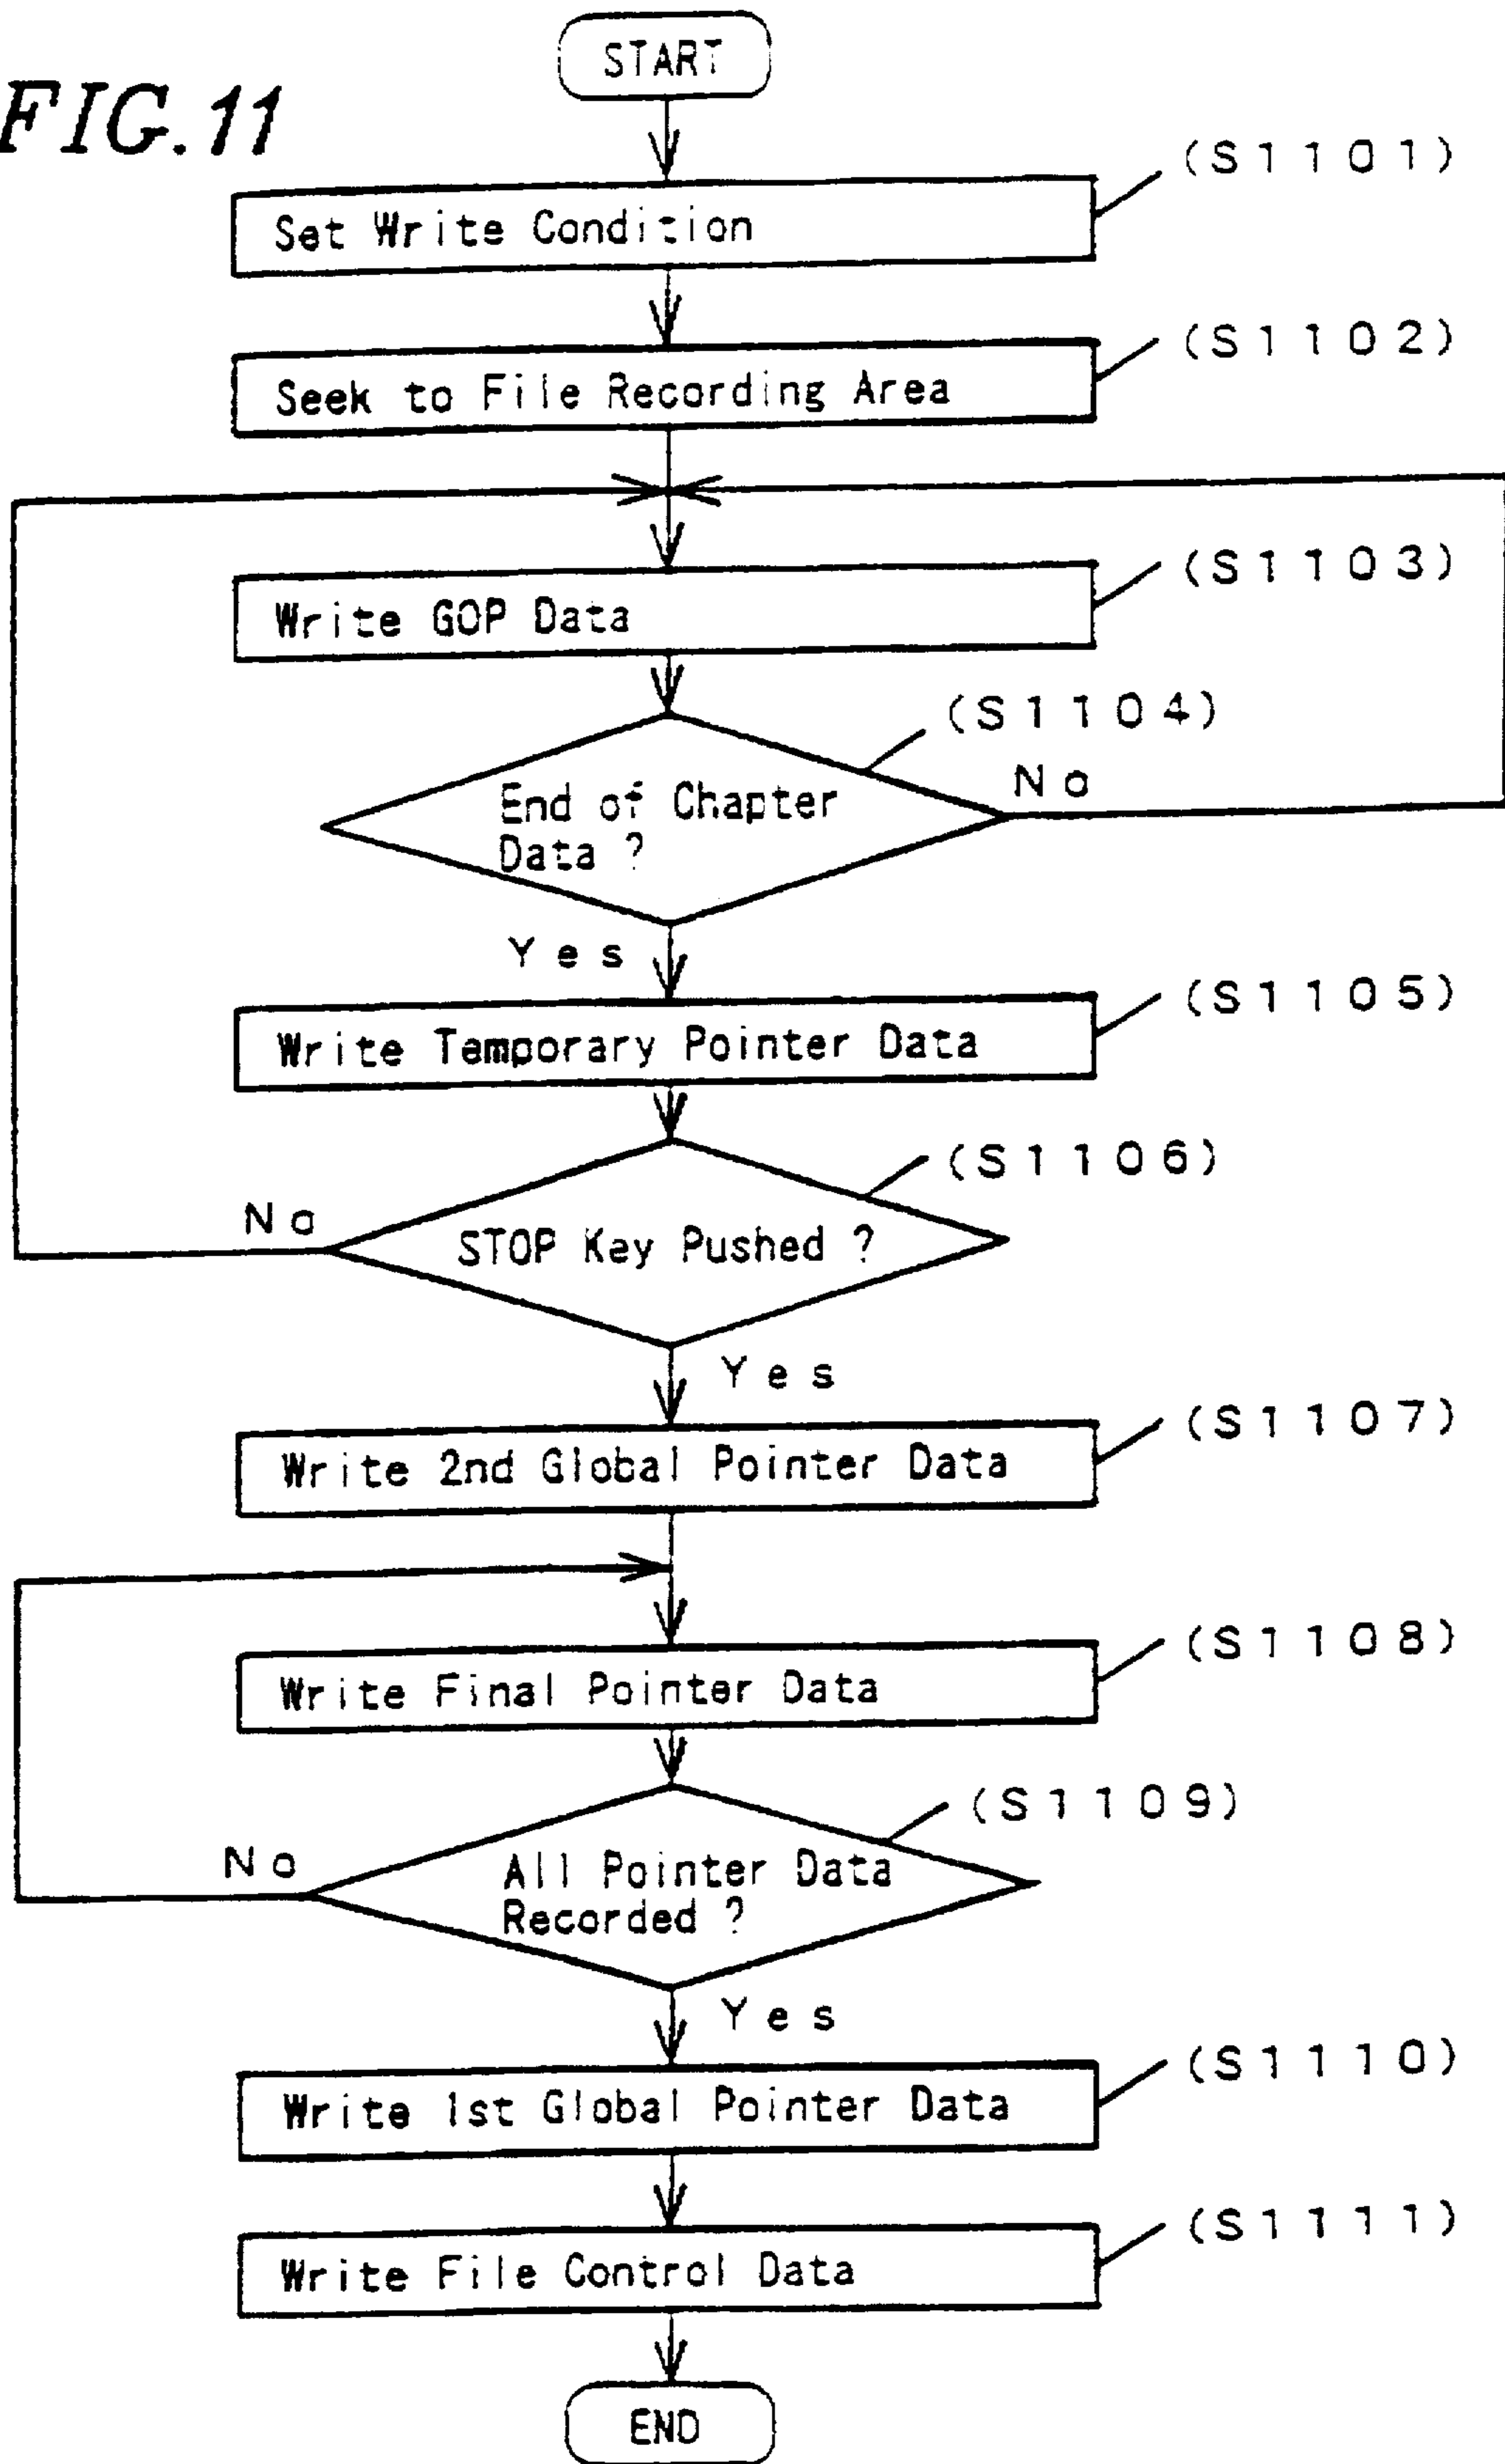 FIG. 11
START
(S1101)
Set Write Condition
(S1102)
Seek to File Recording Area
(S1103)
Write GOP Data
(S1104)
End of Chapter
Data ?
No
Yes
(S1105)
Write Temporary Pointer Data
(S1106)
STOP Key Pushed ?
No
Yes
(S1107)
Write 2nd Global Pointer Data
(S1108)
Write Final Pointer Data
(S1109)
All Pointer Data
Recorded ?
No
Yes
(S1110)
Write 1st Global Pointer Data
(S1111)
Write File Control Data
END